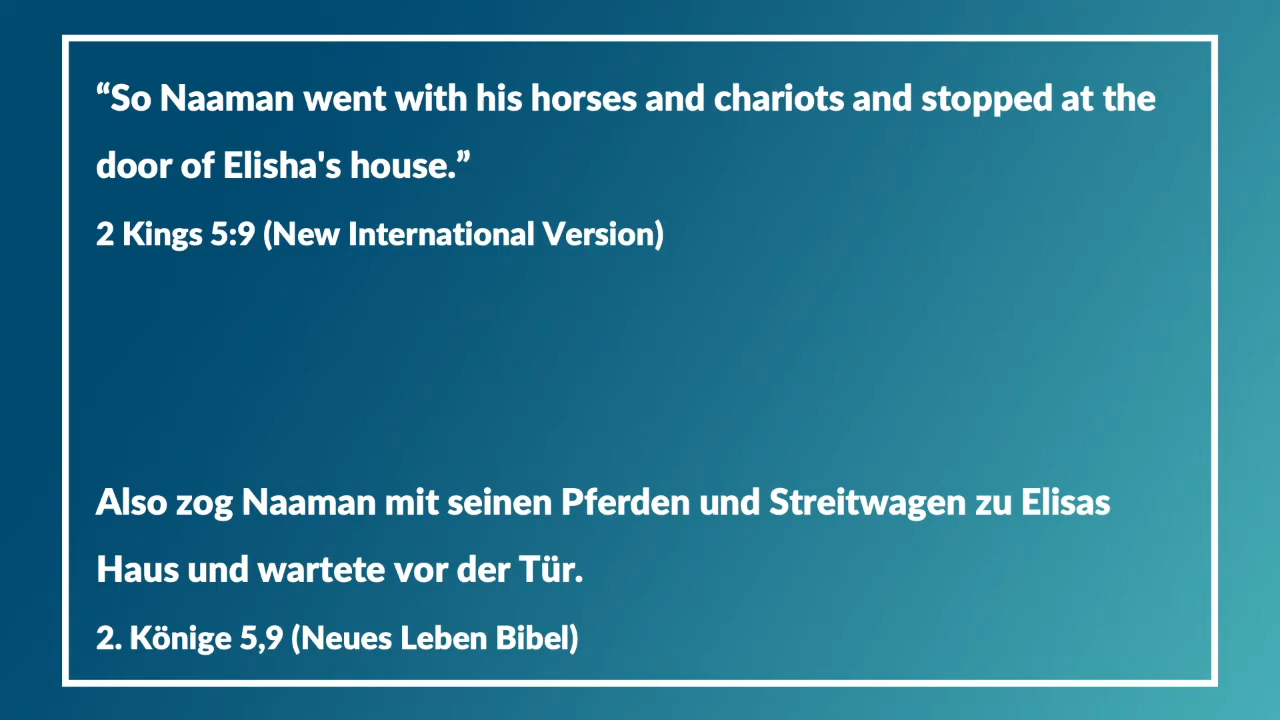 “So Naaman went with his horses and chariots and stopped at the
door of Elisha's house.”
2 Kings 5:9 (New International Version)
Also zog Naaman mit seinen Pferden und Streitwagen zu Elisas
Haus und wartete vor der Tür.
2. Könige 5,9 (Neues Leben Bibel)